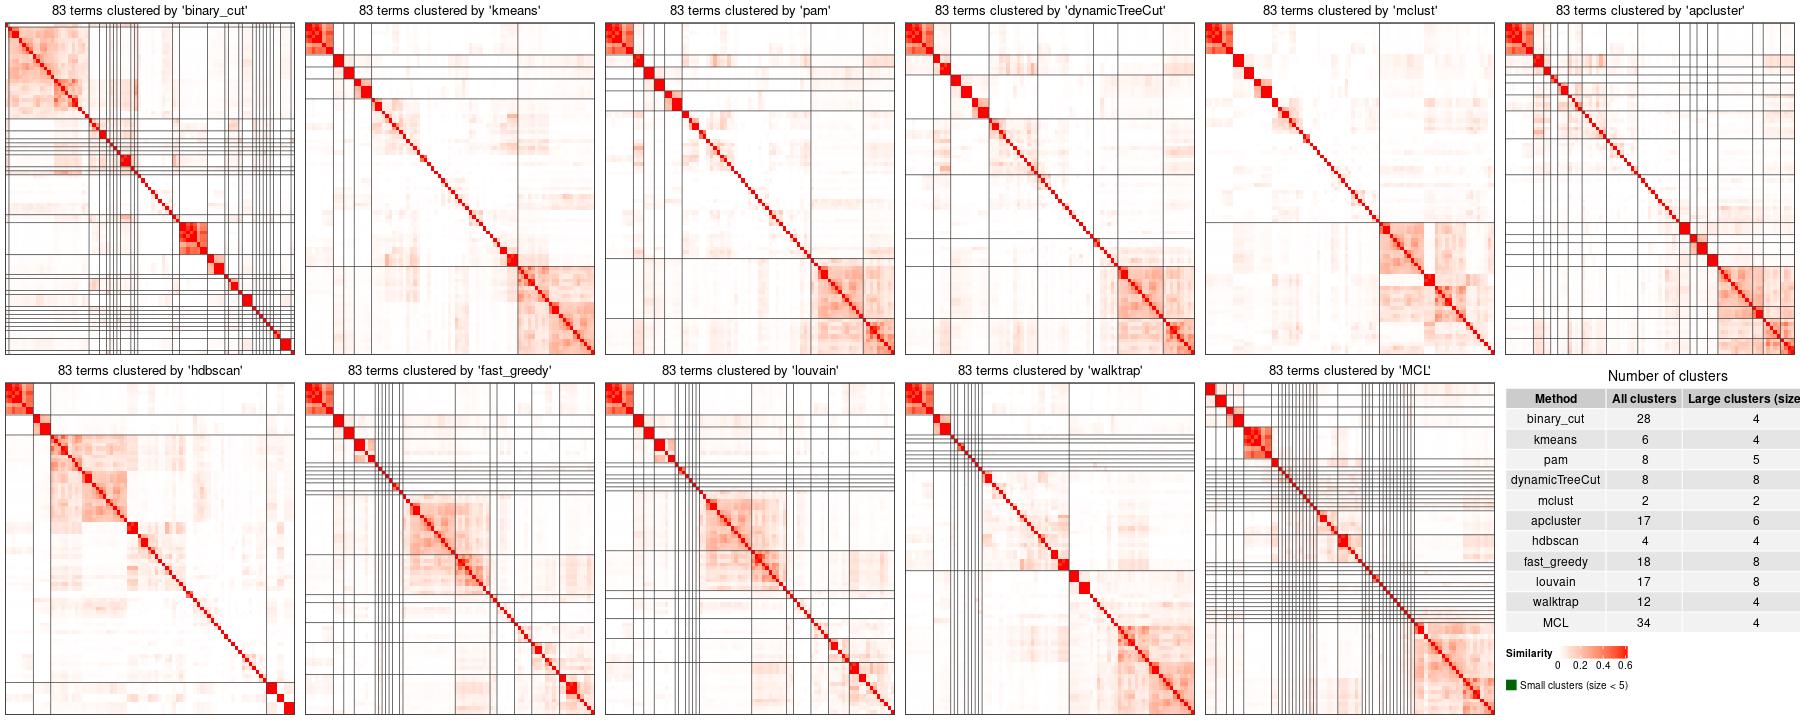 83 terms clustered by 'binary_cut'
83 terms clustered by 'kmeans'
83 terms clustered by 'pam'
83 terms clustered by 'dynamicTreeCut'
83 terms clustered by 'mclust'
83 terms clustered by 'apcluster'
83 terms clustered by 'hdbscan'
83 terms clustered by 'fast_greedy'
83 terms clustered by 'louvain'
83 terms clustered by 'walktrap'
83 terms clustered by 'MCL'
Number of clusters
Method All clusters Large clusters (size
binary_cut 28 4
kmeans 6 4
pam 8 5
dynamicTreeCut 8 8
mclust 2 2
apcluster 17 6
hdbscan 4 4
fast_greedy 18 8
louvain 17 8
walktrap 12 4
MCL 34 4
Similarity
0 0.2 0.4 0.6
Small clusters (size < 5)